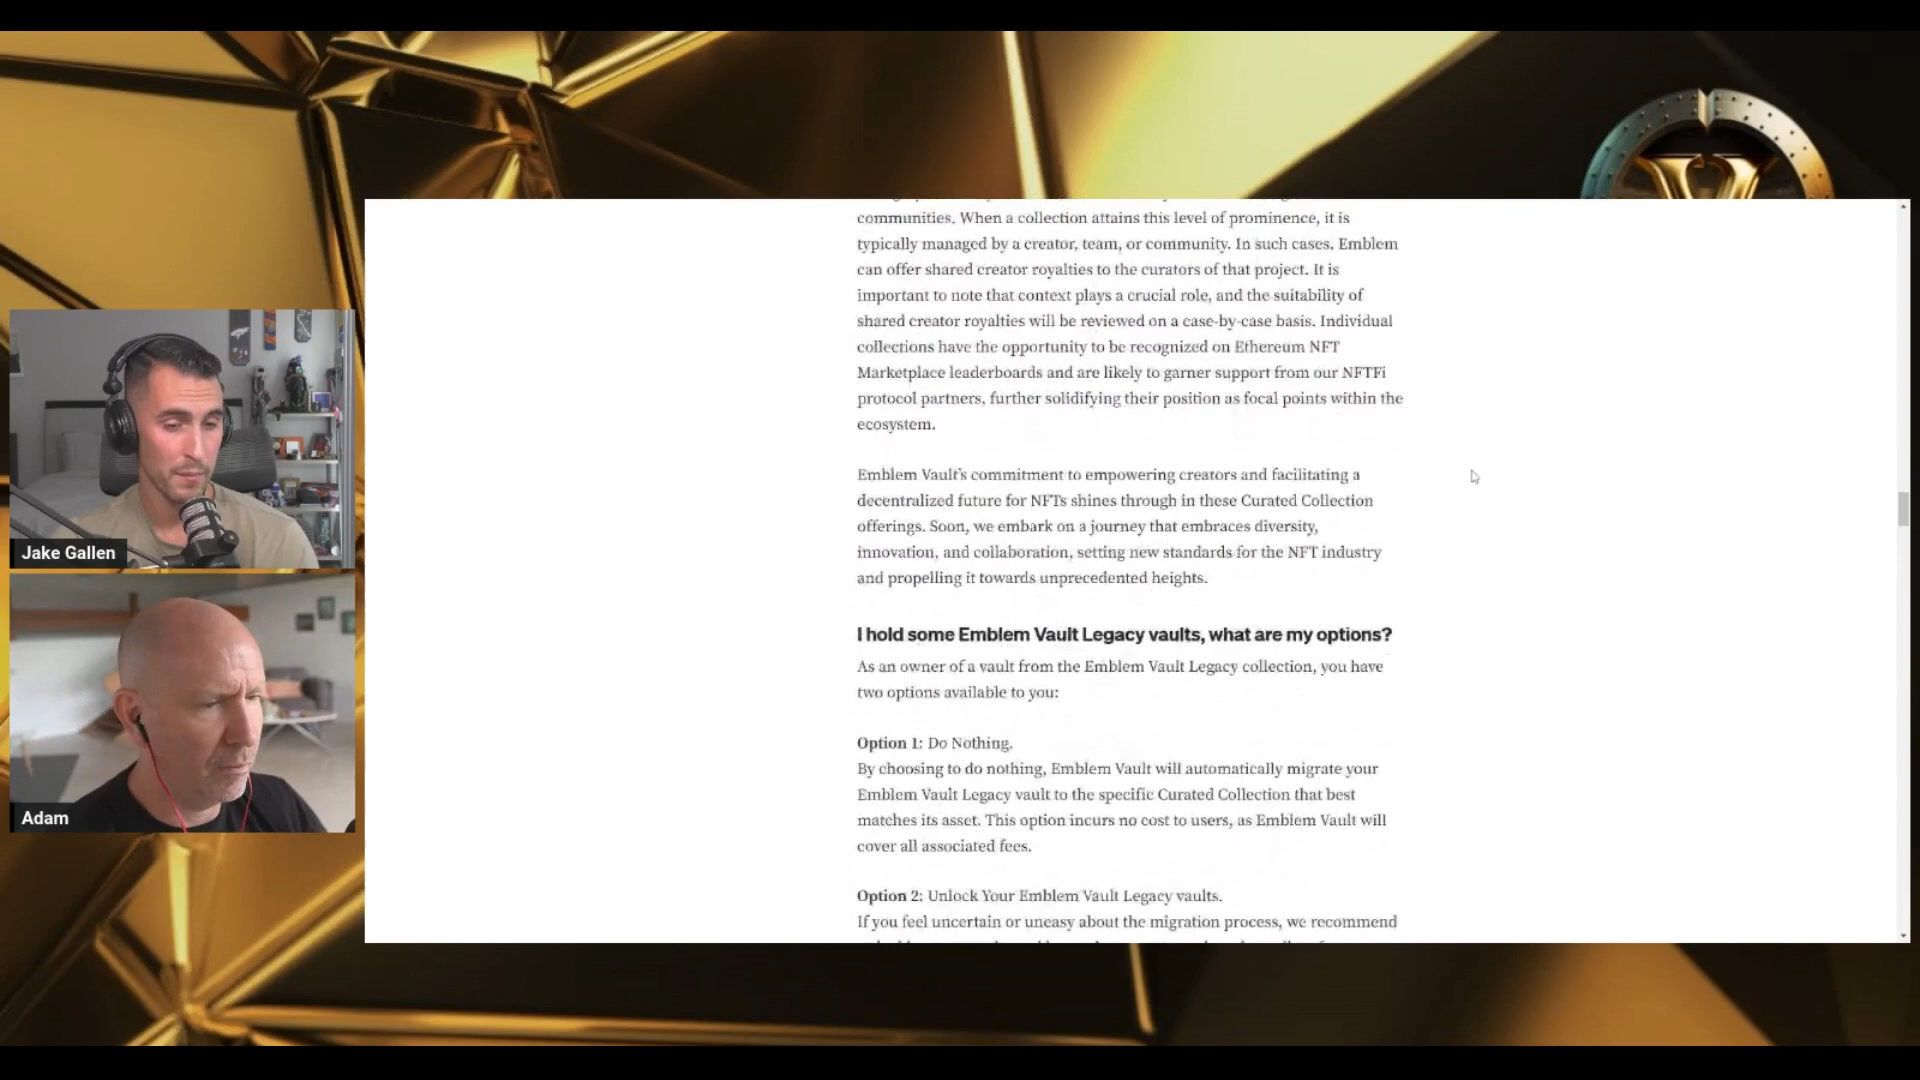 communities. When a collection attains this level of prominence, it is
typically managed by a creator, team, or community. In such cases, Emblem
can offer shared creator royalties to the curators of that project. It is
important to note that context plays a crucial role, and the suitability of
shared creator royalties will be reviewed on a case-by-case basis. Individual
collections have the opportunity to be recognized on Ethereum NFT
Marketplace leaderboards and are likely to garner support from our NFTFi
protocol partners, further solidifying their position as focal points within the
ecosystem.
Emblem Vault's commitment to empowering creators and facilitating a
decentralized future for NFTs shines through in these Curated Collection
offerings. Soon, we embark on a journey that embraces diversity,
innovation, and collaboration, setting new standards for the NFT industry
and propelling it towards unprecedented heights.
I hold some Emblem Vault Legacy vaults, what are my options?
As an owner of a vault from the Emblem Vault Legacy collection, you have
two options available to you:
Option 1: Do Nothing.
By choosing to do nothing, Emblem Vault will automatically migrate your
Emblem Vault Legacy vault to the specific Curated Collection that best
matches its asset. This option incurs no cost to users, as Emblem Vault will
cover all associated fees.
Option 2: Unlock Your Emblem Vault Legacy vaults.
If you feel uncertain or uneasy about the migration process, we recommend
Jake Gallen
Adam